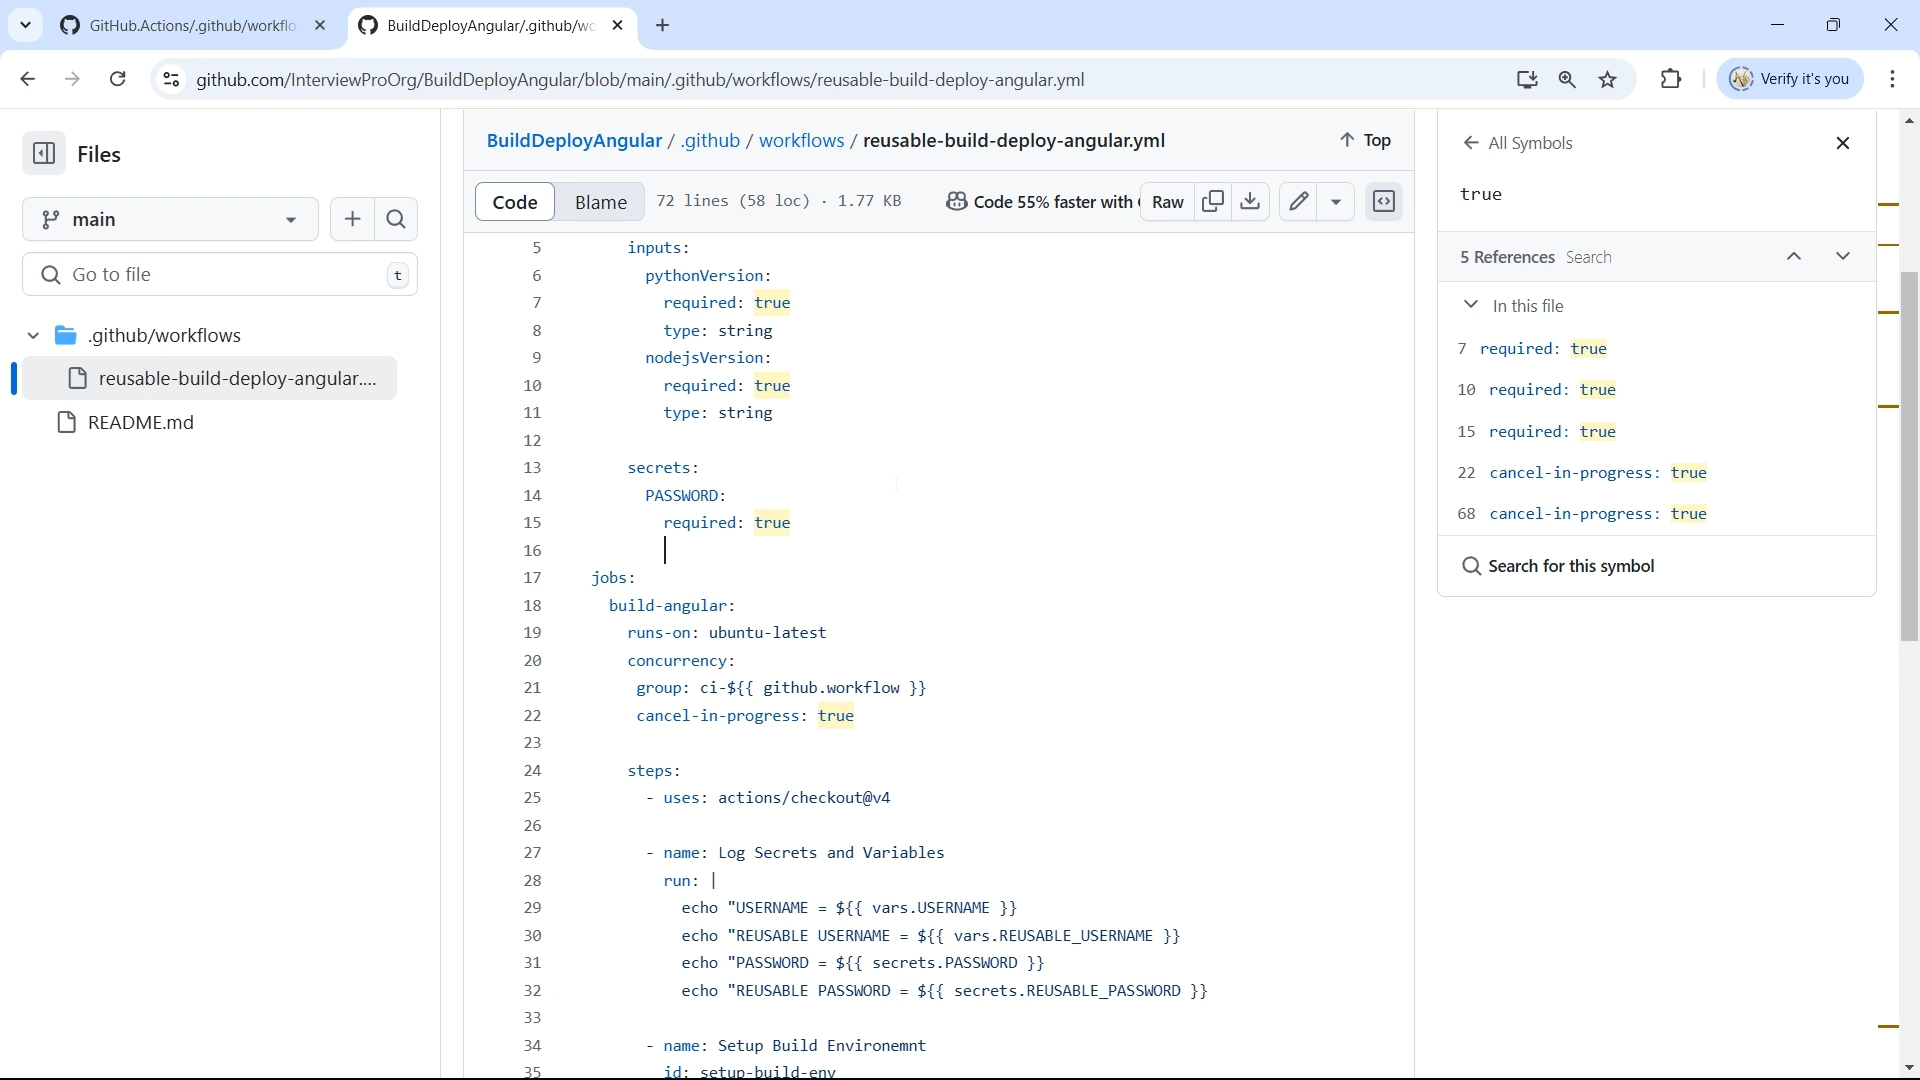 GitHub.Actions/.github/workflo
BuildDeployAngular/.github/wo
github.com/InterviewProOrg/BuildDeployAngular/blob/main/.github/workflows/reusable-build-deploy-angular.yml
Verify it's you
Files
main
Go to file
t
.github/workflows
reusable-build-deploy-angular....
README.md
BuildDeployAngular / .github / workflows / reusable-build-deploy-angular.yml
Top
Code Blame 72 lines (58 loc) · 1.77 KB Code 55% faster with Raw
5 inputs:
6 pythonVersion:
7 required: true
8 type: string
9 nodejsVersion:
10 required: true
11 type: string
12
13 secrets:
14 PASSWORD:
15 required: true
16
17 jobs:
18 build-angular:
19 runs-on: ubuntu-latest
20 concurrency:
21 group: ci-${{ github.workflow }}
22 cancel-in-progress: true
23
24 steps:
25 - uses: actions/checkout@v4
26
27 - name: Log Secrets and Variables
28 run: |
29 echo "USERNAME = ${{ vars.USERNAME }}
30 echo "REUSABLE USERNAME = ${{ vars.REUSABLE_USERNAME }}
31 echo "PASSWORD = ${{ secrets.PASSWORD }}
32 echo "REUSABLE PASSWORD = ${{ secrets.REUSABLE_PASSWORD }}
33
34 - name: Setup Build Environemnt
35 id: setup-build-env
All Symbols
true
5 References Search
In this file
7 required: true
10 required: true
15 required: true
22 cancel-in-progress: true
68 cancel-in-progress: true
Search for this symbol